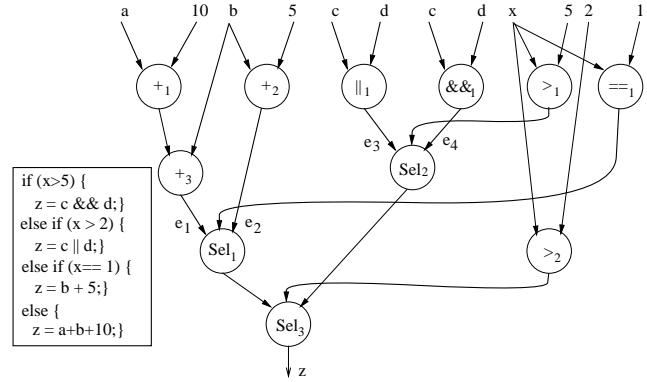 a 10 b 5 c d c d x 5 2 1
+1 +2 ||1 &&1 >1 ==1
e3 e4
Sel2
+3
if (x>5) {
z = c && d;}
else if (x > 2) {
z = c || d;}
else if (x== 1) {
z = b + 5;}
else {
z = a+b+10;}
e1 e2
Sel1 >2
Sel3
z